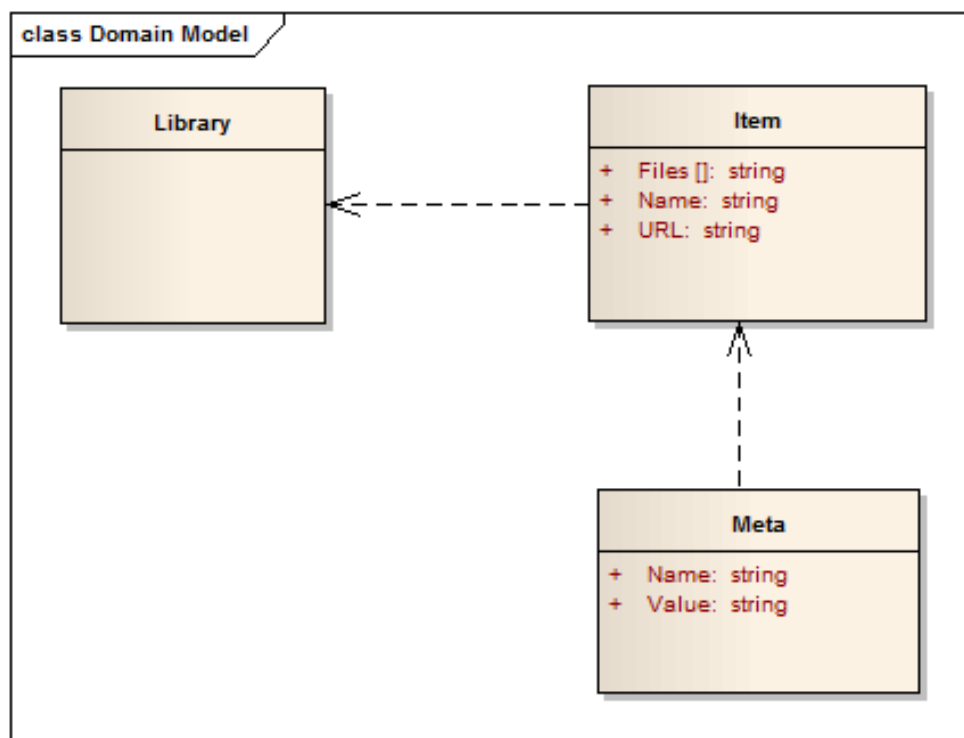 class Domain Model
Library
Item
+ Files []: string
+ Name: string
+ URL: string
Meta
+ Name: string
+ Value: string